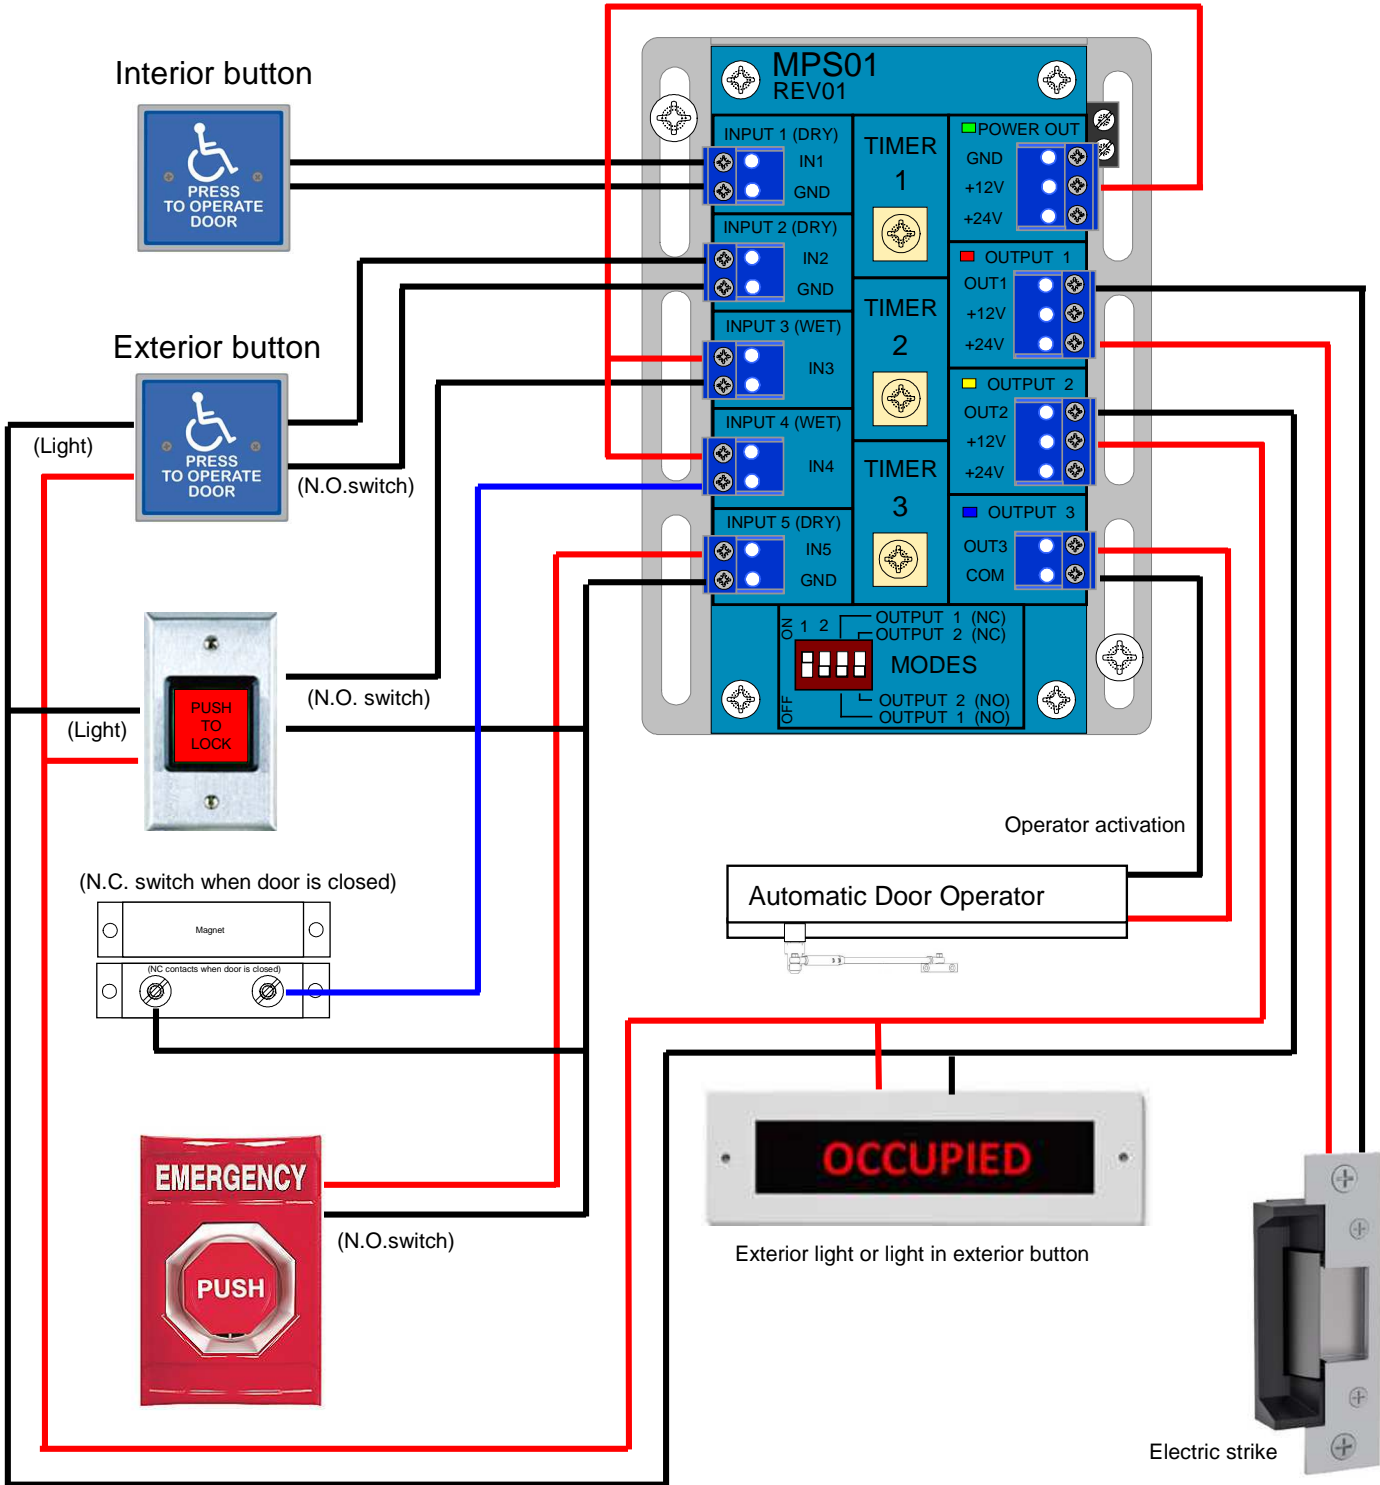 MPS01
REV01
Interior button
PRESS
TO OPERATE
DOOR
INPUT 1 (DRY)
IN1
GND
INPUT 2 (DRY)
IN2
GND
INPUT 3 (WET)
IN3
INPUT 4 (WET)
IN4
INPUT 5 (DRY)
IN5
GND
TIMER
1
TIMER
2
TIMER
3
POWER OUT
GND
+12V
+24V
OUTPUT 1
OUT1
+12V
+24V
OUTPUT 2
OUT2
+12V
+24V
OUTPUT 3
OUT3
COM
ON
1 2
OUTPUT 1 (NC)
OUTPUT 2 (NC)
MODES
OFF
OUTPUT 2 (NO)
OUTPUT 1 (NO)
Exterior button
PRESS
TO OPERATE
DOOR
(Light)
(N.O.switch)
PUSH
TO
LOCK
(N.O. switch)
(Light)
(N.C. switch when door is closed)
Magnet
(NC contacts when door is closed)
Operator activation
Automatic Door Operator
EMERGENCY
PUSH
(N.O.switch)
OCCUPIED
Exterior light or light in exterior button
Electric strike